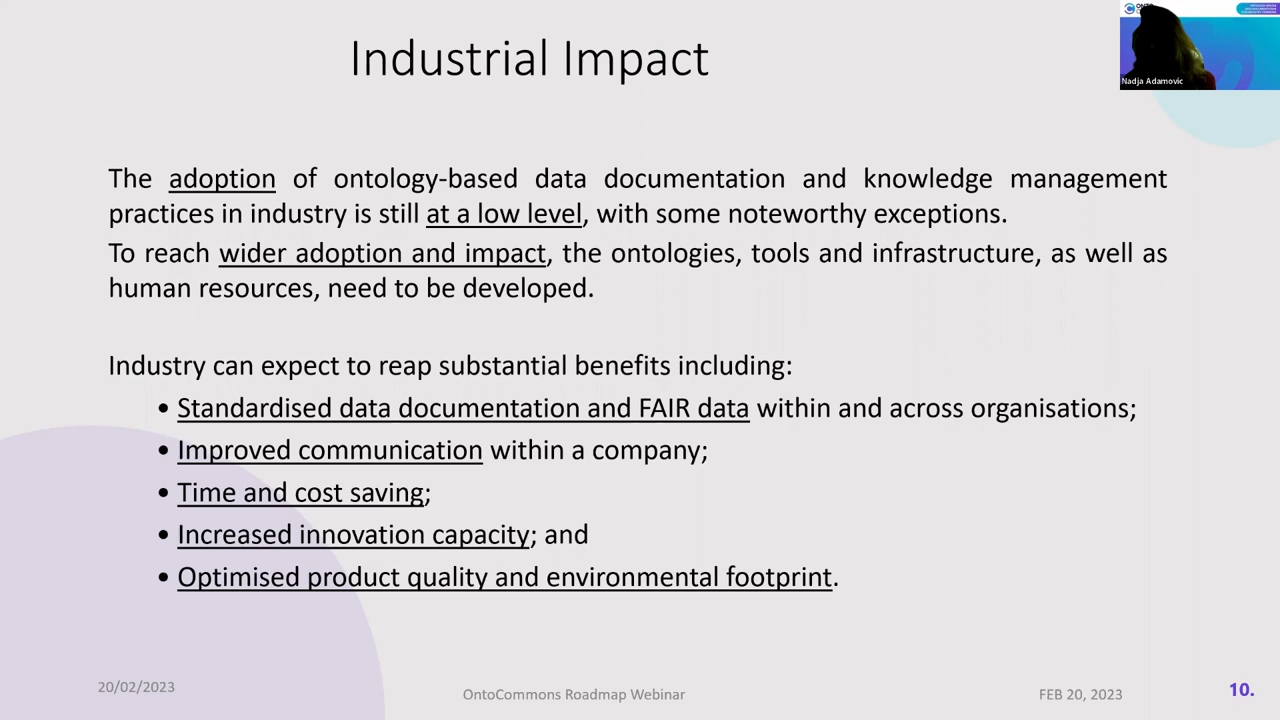 Industrial Impact
Nadja Adamovic
The adoption of ontology-based data documentation and knowledge management
practices in industry is still at a low level, with some noteworthy exceptions.
To reach wider adoption and impact, the ontologies, tools and infrastructure, as well as
human resources, need to be developed.
Industry can expect to reap substantial benefits including:
• Standardised data documentation and FAIR data within and across organisations;
• Improved communication within a company;
• Time and cost saving;
• Increased innovation capacity; and
• Optimised product quality and environmental footprint.
20/02/2023
OntoCommons Roadmap Webinar
FEB 20, 2023
10.